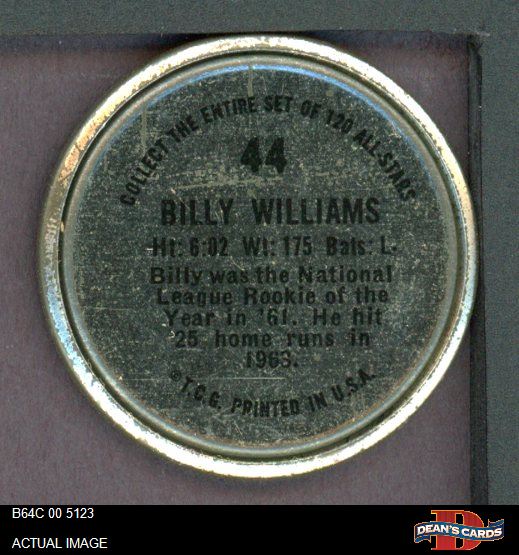 COLLECT THE ENTIRE SET OF 120 ALL-STARS
44
BILLY WILLIAMS
Ht: 6:02 Wt: 175 Bats: L-
Billy was the National
League Rookie of the
Year in '61. He hit
25 home runs in
1963.
© T.C.G. PRINTED IN U.S.A.
B64C 00 5123
ACTUAL IMAGE
D
DEAN'S CARDS